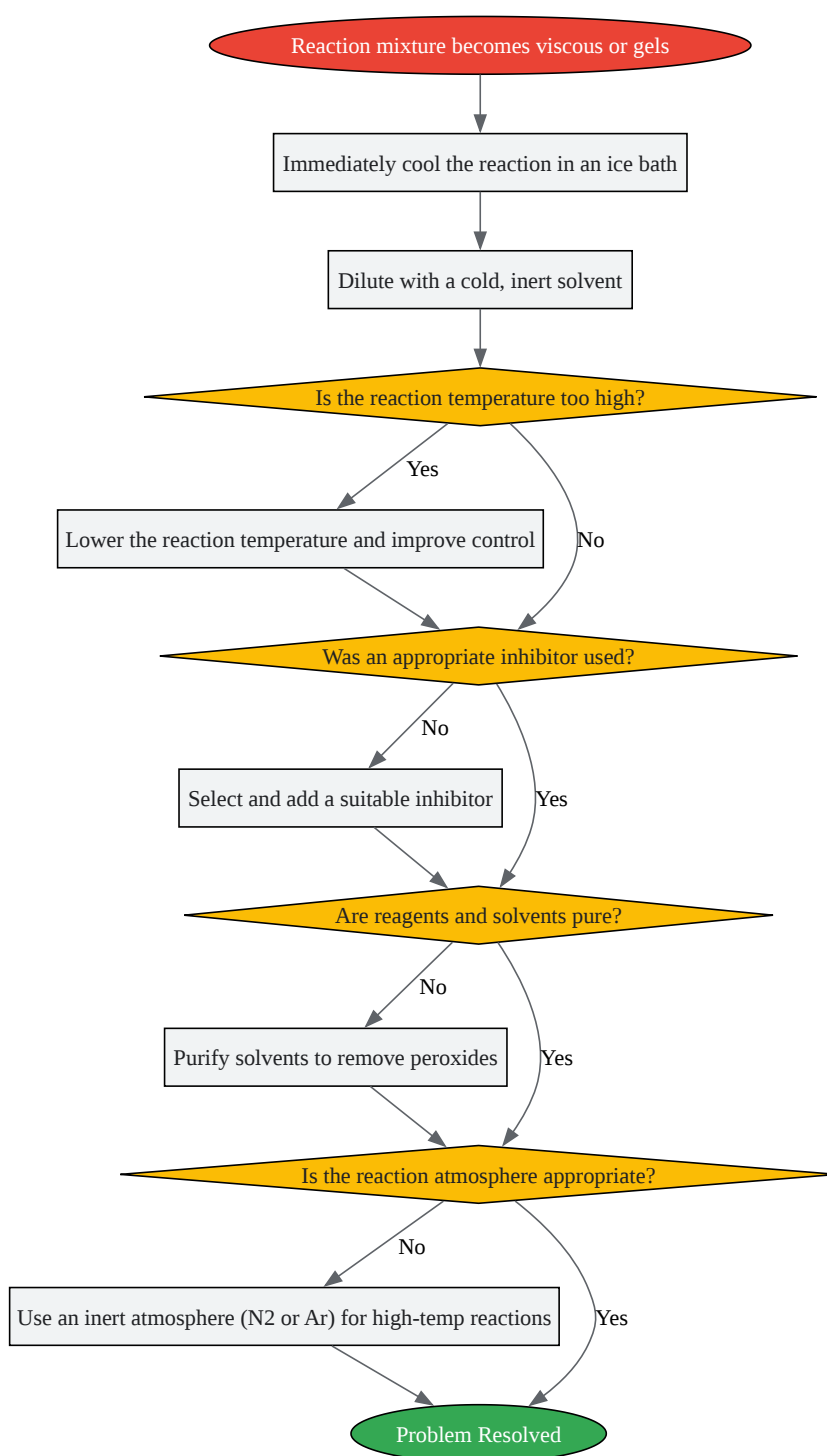 Reaction mixture becomes viscous or gels
Immediately cool the reaction in an ice bath
Dilute with a cold, inert solvent
Is the reaction temperature too high?
Yes
Lower the reaction temperature and improve control
No
Was an appropriate inhibitor used?
No
Select and add a suitable inhibitor
Yes
Are reagents and solvents pure?
No
Purify solvents to remove peroxides
Yes
Is the reaction atmosphere appropriate?
No
Use an inert atmosphere (N2 or Ar) for high-temp reactions
Yes
Problem Resolved